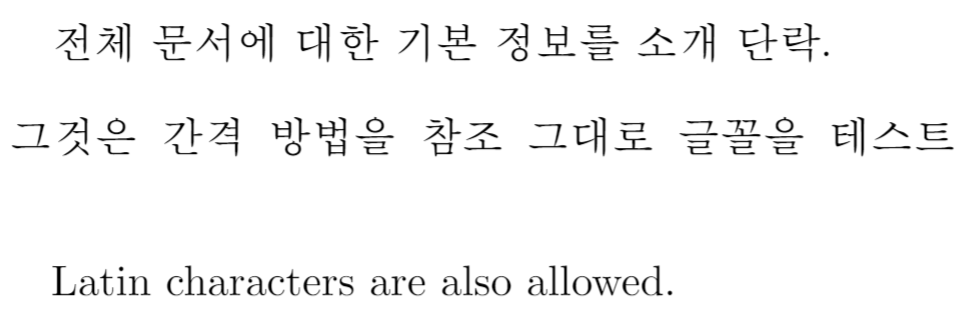 전체 문서에 대한 기본 정보를 소개 단락.
그것은 간격 방법을 참조 그대로 글꼴을 테스트
Latin characters are also allowed.